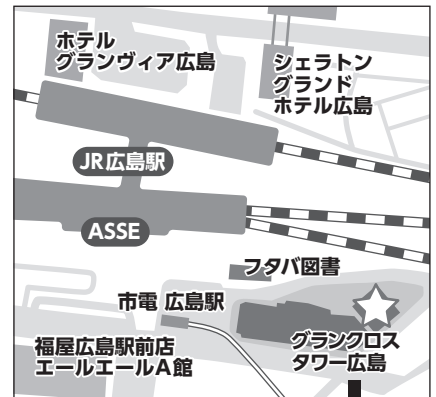 ホテル
グランヴィア広島
シェラトン
グランド
ホテル広島
JR広島駅
ASSE
フタバ図書
市電 広島駅
福屋広島駅前店
エールエールA館
グランクロス
タワー広島